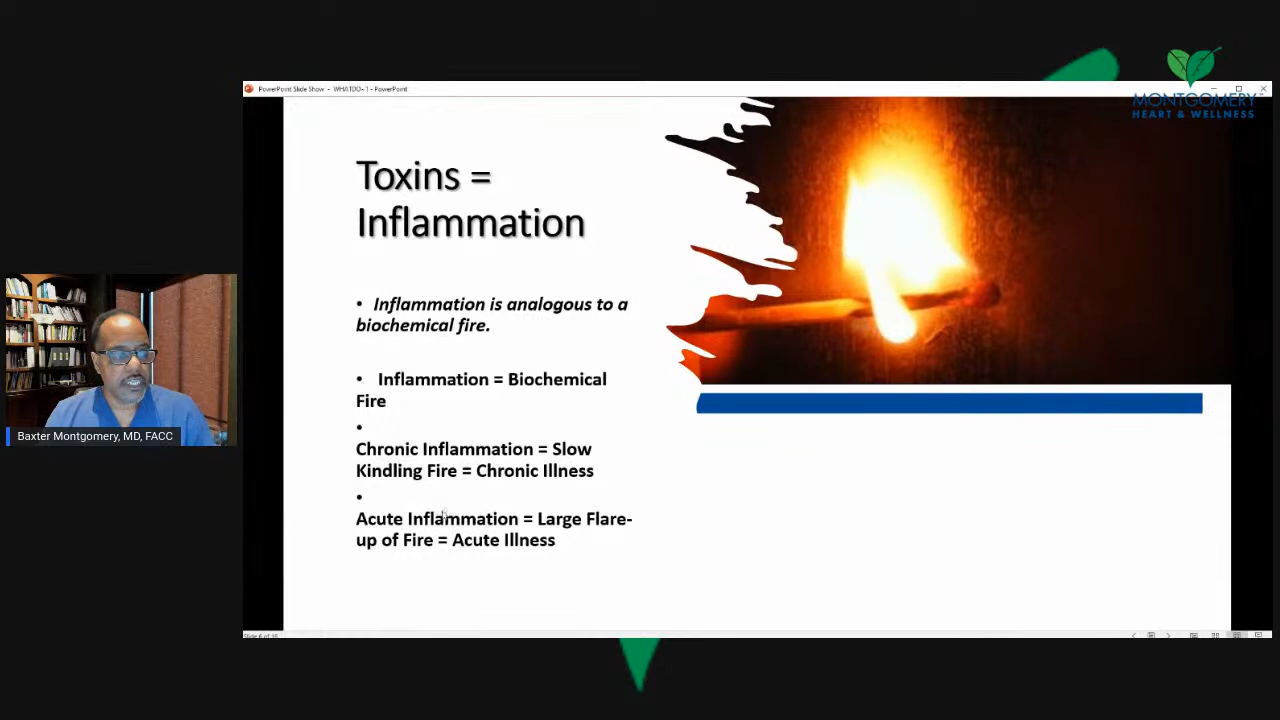 MONTGOMERY
HEART & WELLNESS
PowerPoint Slide Show - WHATDO~1 - PowerPoint
Toxins =
Inflammation
• Inflammation is analogous to a
biochemical fire.
• Inflammation = Biochemical
Fire
•
Chronic Inflammation = Slow
Kindling Fire = Chronic Illness
•
Acute Inflammation = Large Flare-
up of Fire = Acute Illness
Baxter Montgomery, MD, FACC